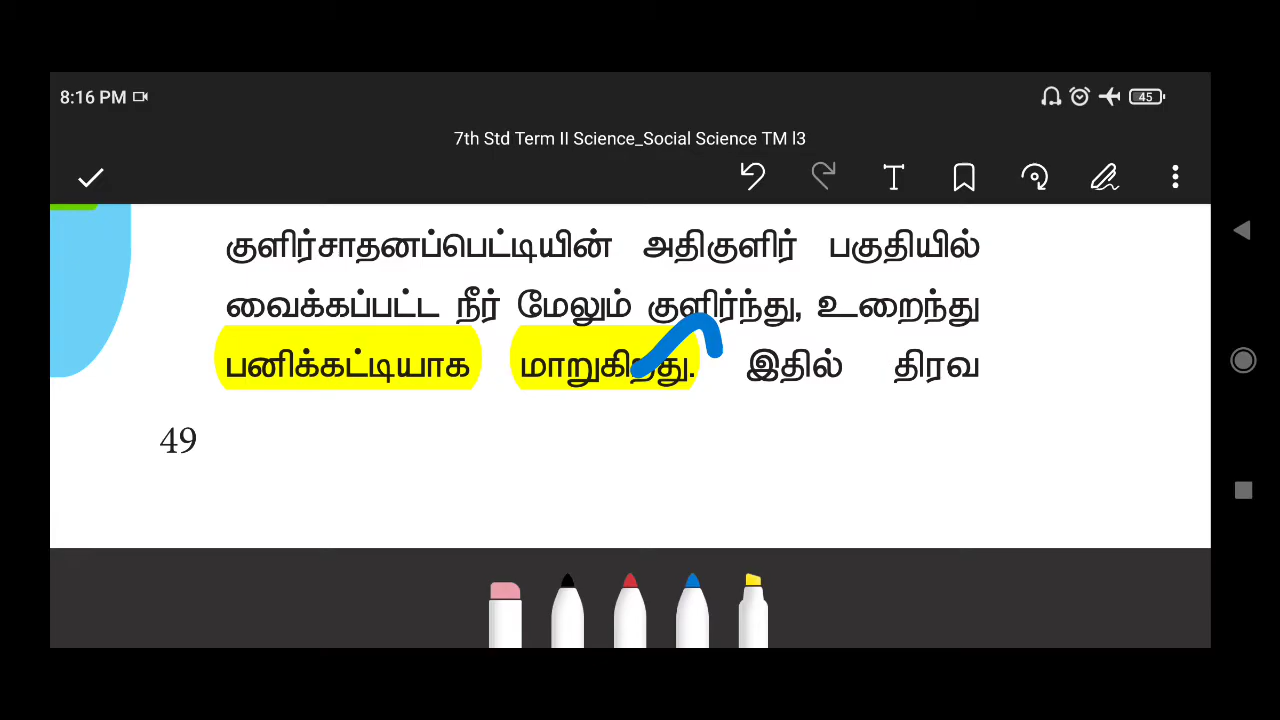 8:16 PM
45
7th Std Term II Science_Social Science TM l3
T
குளிர்சாதனப்பெட்டியின் அதிகுளிர் பகுதியில்
வைக்கப்பட்ட நீர் மேலும் குளிர்ந்து, உறைந்து
பனிக்கட்டியாக மாறுகிறது. இதில் திரவ
49